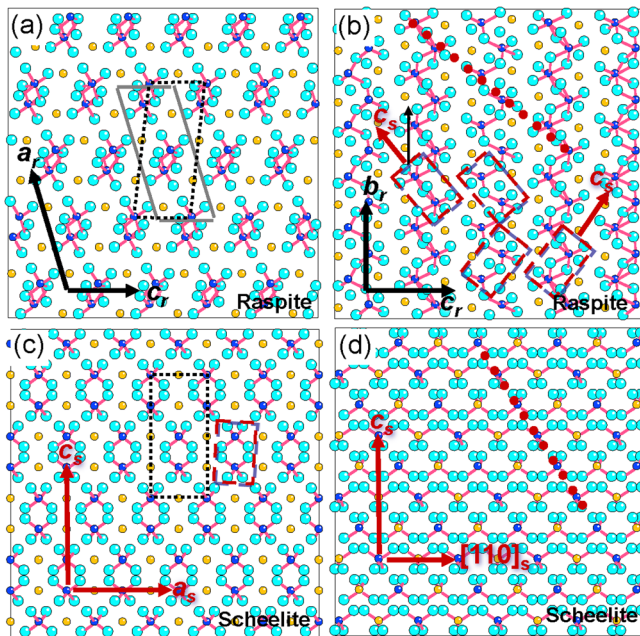 (a)
a_r
c_r
Raspite
(b)
c_s
c_s
b_r
c_r
Raspite
(c)
c_s
a_s
Scheelite
(d)
c_s
[110]_s
Scheelite